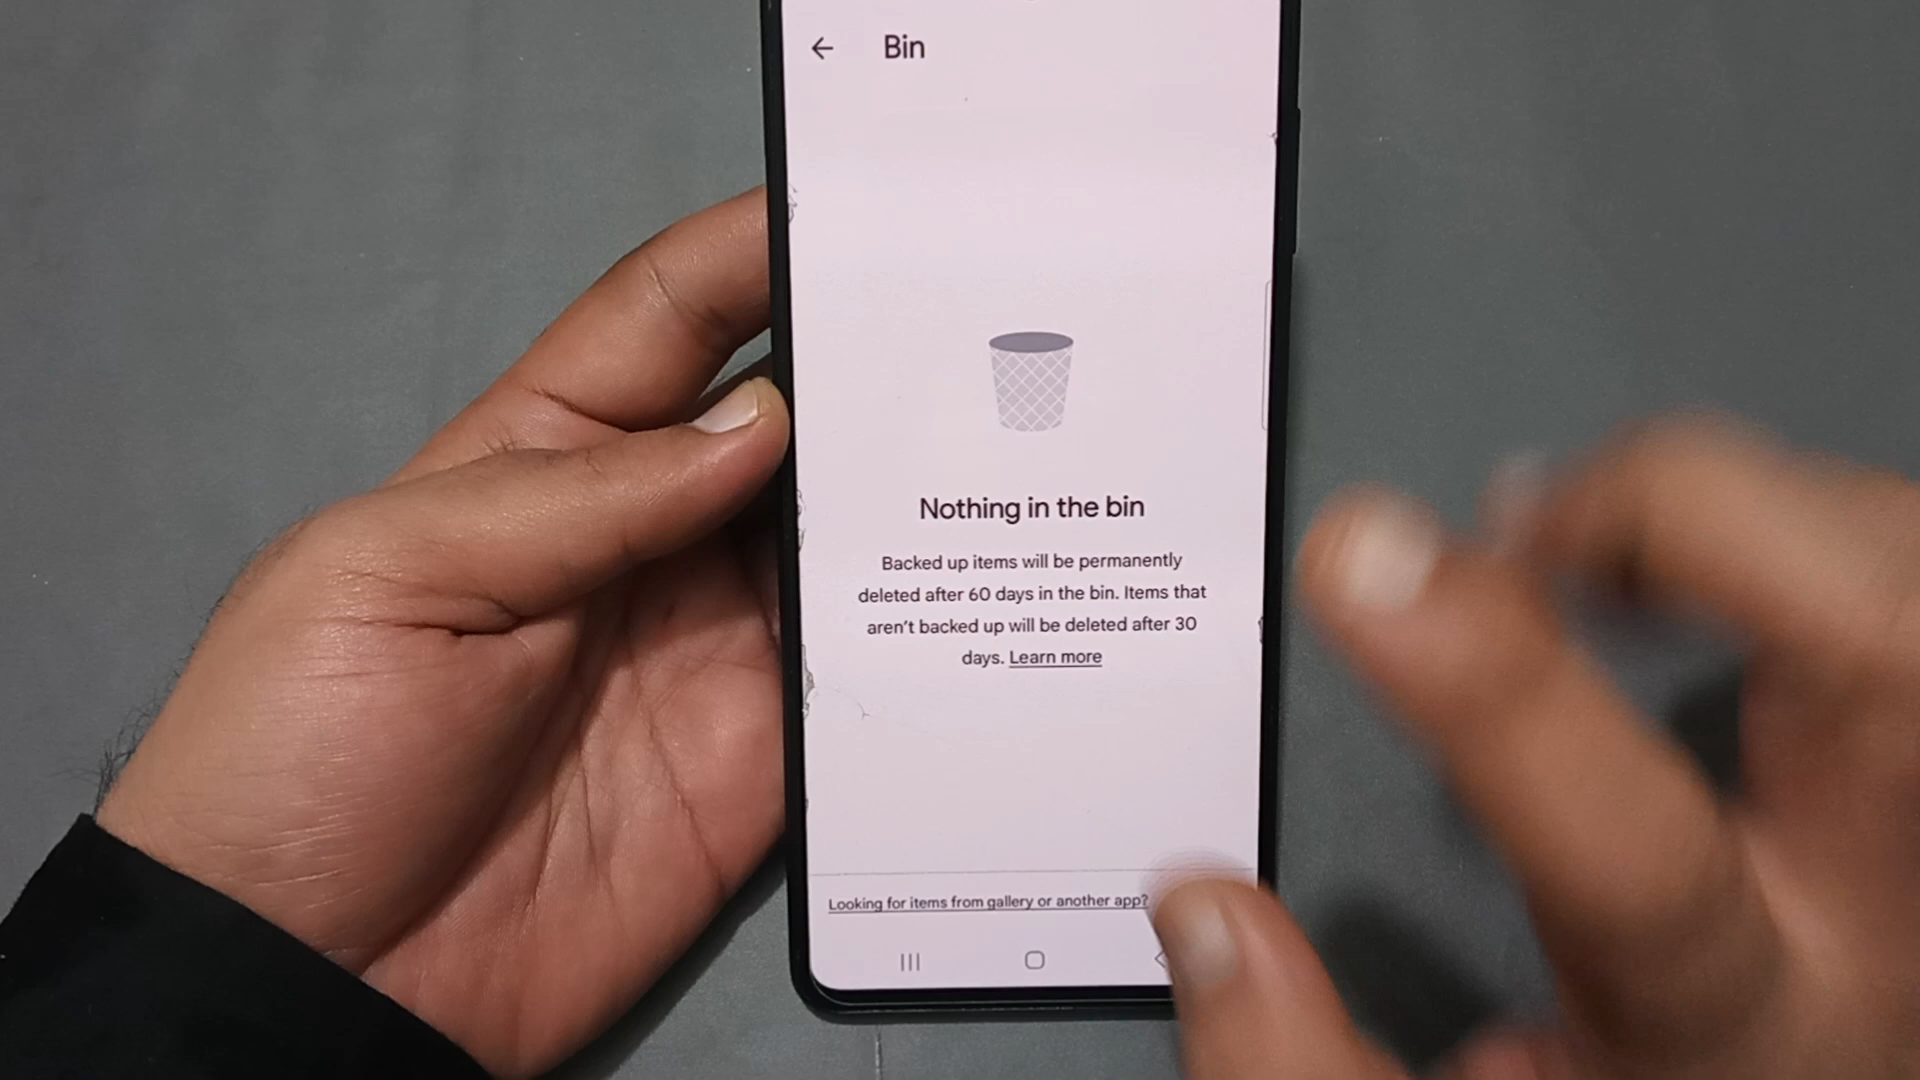 Bin
Nothing in the bin
Backed up items will be permanently
deleted after 60 days in the bin. Items that
aren’t backed up will be deleted after 30
days. Learn more
Looking for items from gallery or another app?